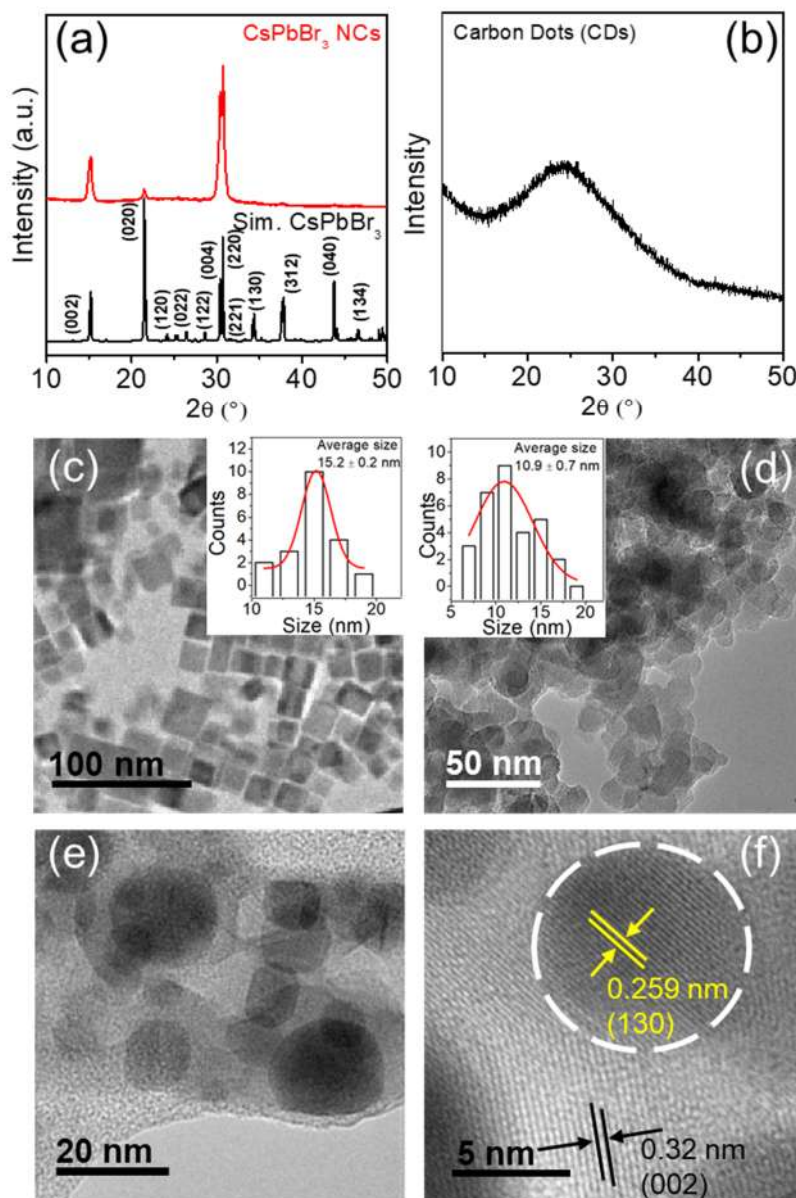 (a)
CsPbBr₃ NCs
Sim. CsPbBr₃
(002)
(020)
(120)
(022)
(122)
(004)
(220)
(221)
(130)
(312)
(040)
(134)
Intensity (a.u.)
10 20 30 40 50
2θ (°)
Carbon Dots (CDs)
(b)
Intensity
10 20 30 40 50
2θ (°)
(c)
Average size
15.2 ± 0.2 nm
Counts
12
10
8
6
4
2
0
10 15 20
Size (nm)
100 nm
(d)
Average size
10.9 ± 0.7 nm
Counts
10
8
6
4
2
0
5 10 15 20
Size (nm)
50 nm
(e)
20 nm
(f)
0.259 nm
(130)
5 nm
0.32 nm
(002)